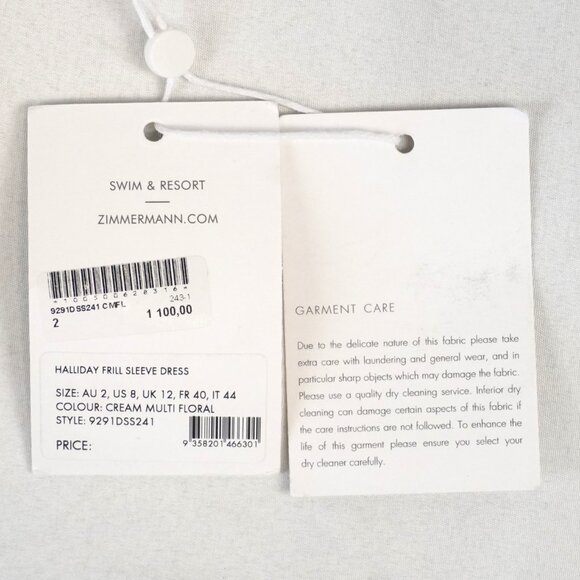 SWIM & RESORT
ZIMMERMANN.COM
*100500620316*
9291DSS241 CMFL
243-1
2
1 100,00
HALLIDAY FRILL SLEEVE DRESS
SIZE: AU 2, US 8, UK 12, FR 40, IT 44
COLOUR: CREAM MULTI FLORAL
STYLE: 9291DSS241
PRICE:
9 358201 466301
GARMENT CARE
Due to the delicate nature of this fabric please take
extra care with laundering and general wear, and in
particular sharp objects which may damage the fabric.
Please use a quality dry cleaning service. Inferior dry
cleaning can damage certain aspects of this fabric if
the care instructions are not followed. To enhance the
life of this garment please ensure you select your
dry cleaner carefully.